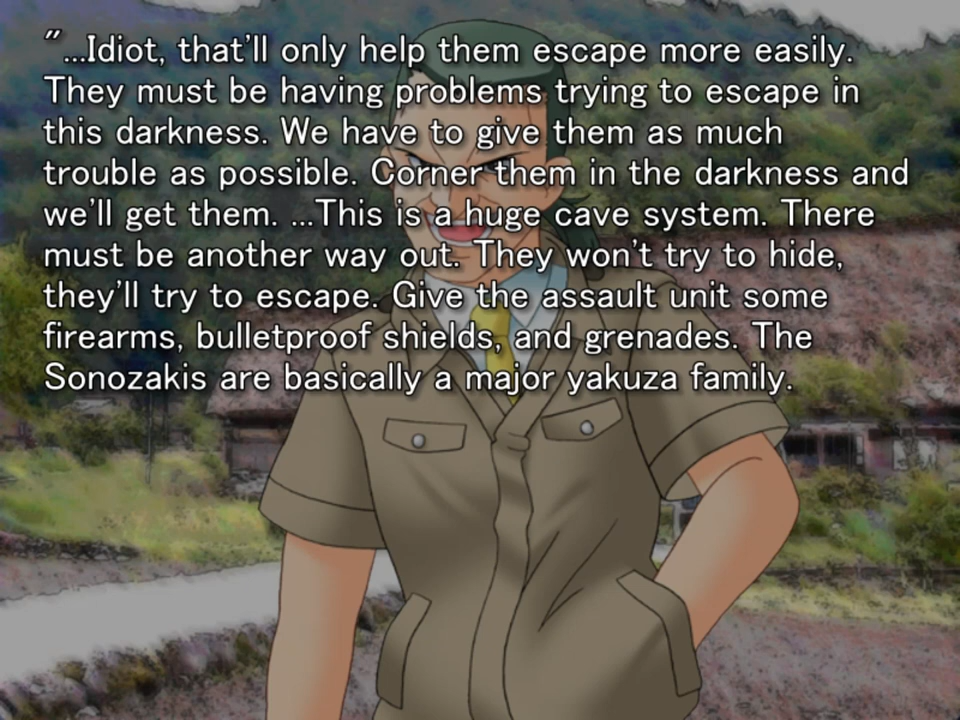 "...Idiot, that'll only help them escape more easily.
They must be having problems trying to escape in
this darkness. We have to give them as much
trouble as possible. Corner them in the darkness and
we'll get them. ...This is a huge cave system. There
must be another way out. They won't try to hide,
they'll try to escape. Give the assault unit some
firearms, bulletproof shields, and grenades. The
Sonozakis are basically a major yakuza family.